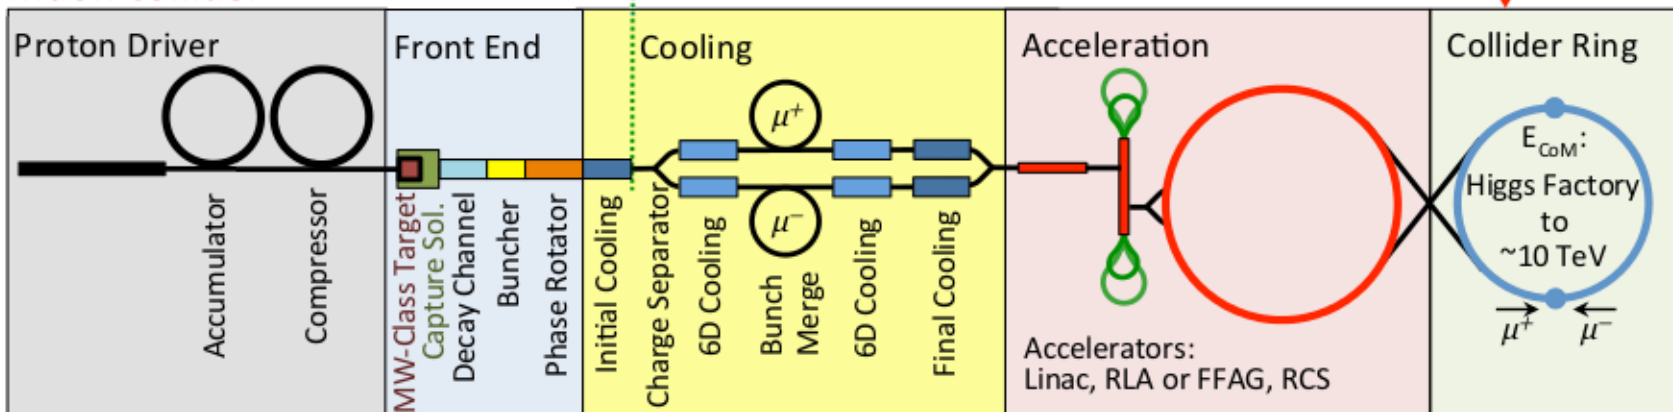 Proton Driver
Accumulator
Compressor
Front End
MW-Class Target
Capture Sol.
Decay Channel
Buncher
Phase Rotator
Cooling
Initial Cooling
Charge Separator
6D Cooling
μ+
μ−
Bunch
Merge
6D Cooling
Final Cooling
Acceleration
Accelerators:
Linac, RLA or FFAG, RCS
Collider Ring
ECoM:
Higgs Factory
to
~10 TeV
μ+ μ−